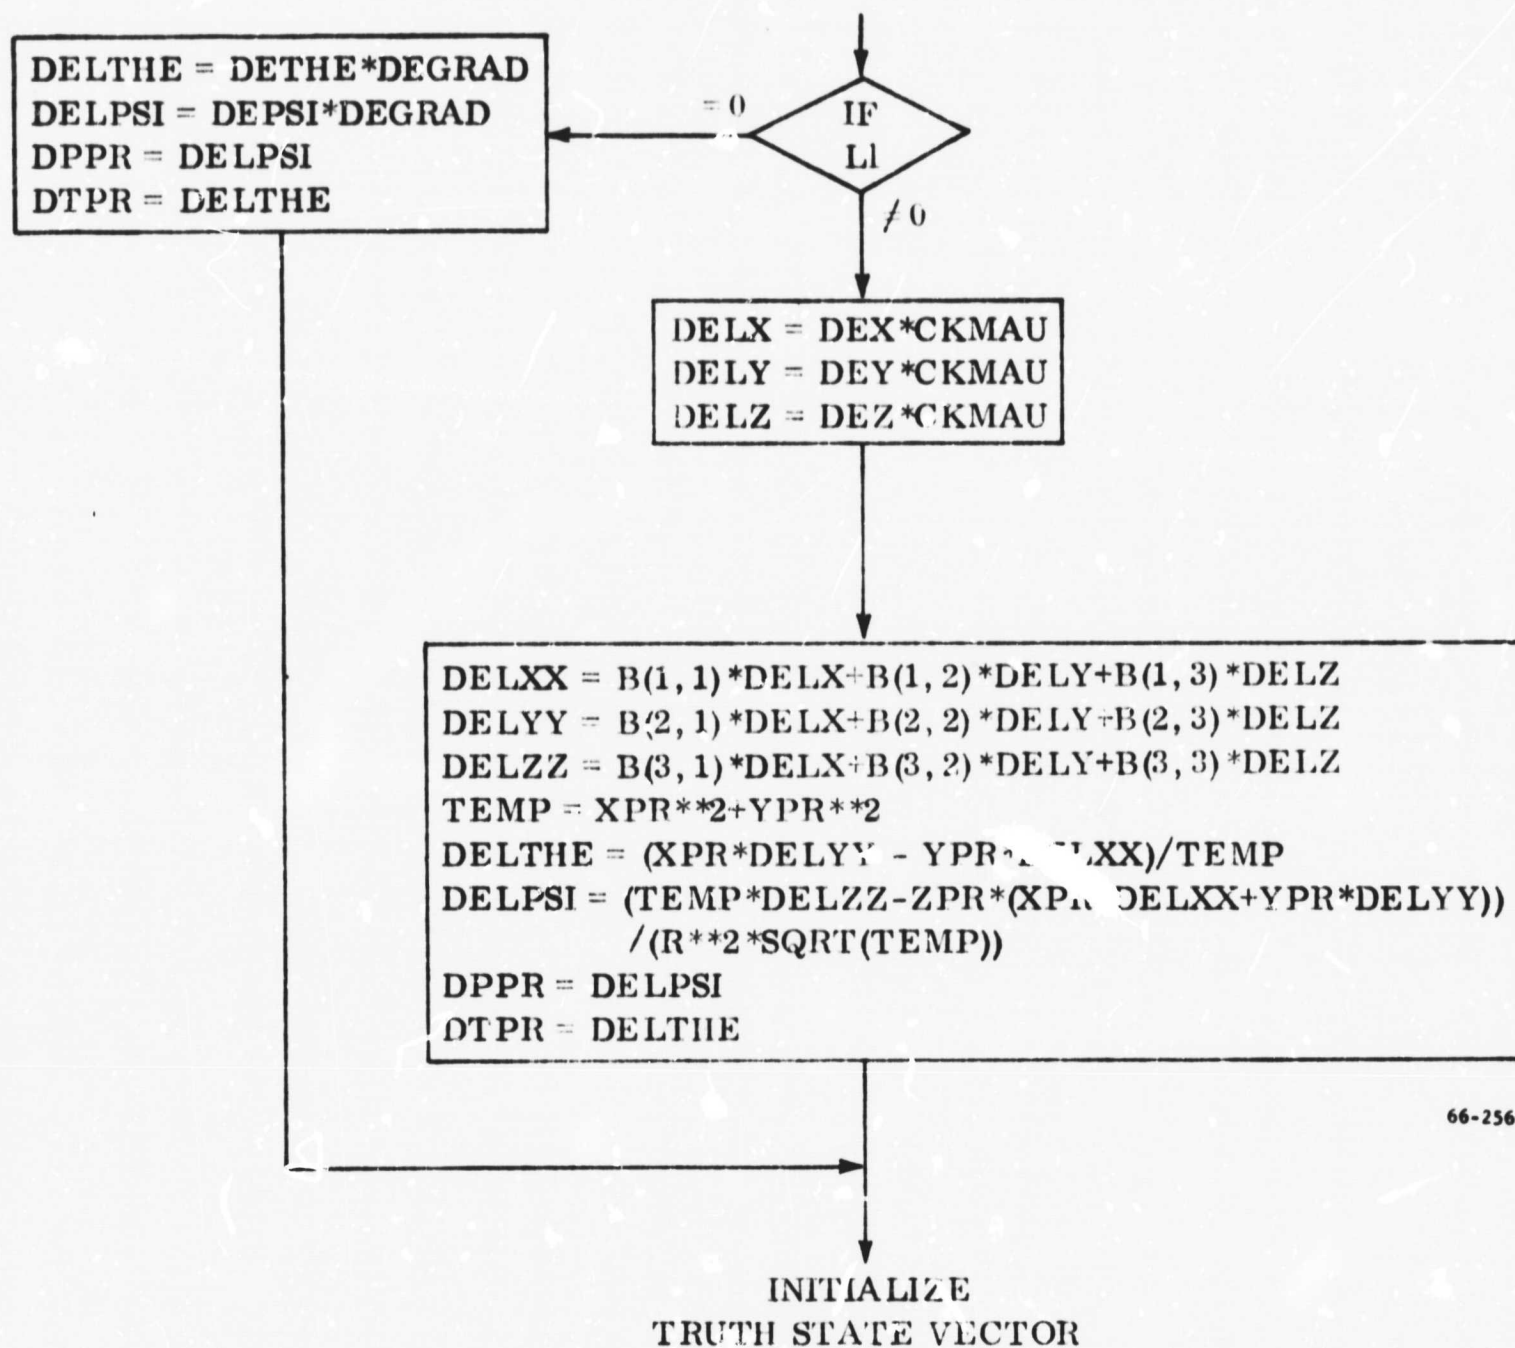 DELTHE = DETHE*DEGRAD
DELPSI = DEPSI*DEGRAD
DPPR = DELPSI
DTPR = DELTHE
= 0
IF
L1
≠ 0
DELX = DEX*CKMAU
DELY = DEY*CKMAU
DELZ = DEZ*CKMAU
DELXX = B(1,1)*DELX+B(1,2)*DELY+B(1,3)*DELZ
DELYY = B(2,1)*DELX+B(2,2)*DELY+B(2,3)*DELZ
DELZZ = B(3,1)*DELX+B(3,2)*DELY+B(3,3)*DELZ
TEMP = XPR**2+YPR**2
DELTHE = (XPR*DELYY - YPR*DELXX)/TEMP
DELPSI = (TEMP*DELZZ-ZPR*(XPR*DELXX+YPR*DELYY))
/(R**2*SQRT(TEMP))
DPPR = DELPSI
DTPR = DELTHE
66-256
INITIALIZE
TRUTH STATE VECTOR